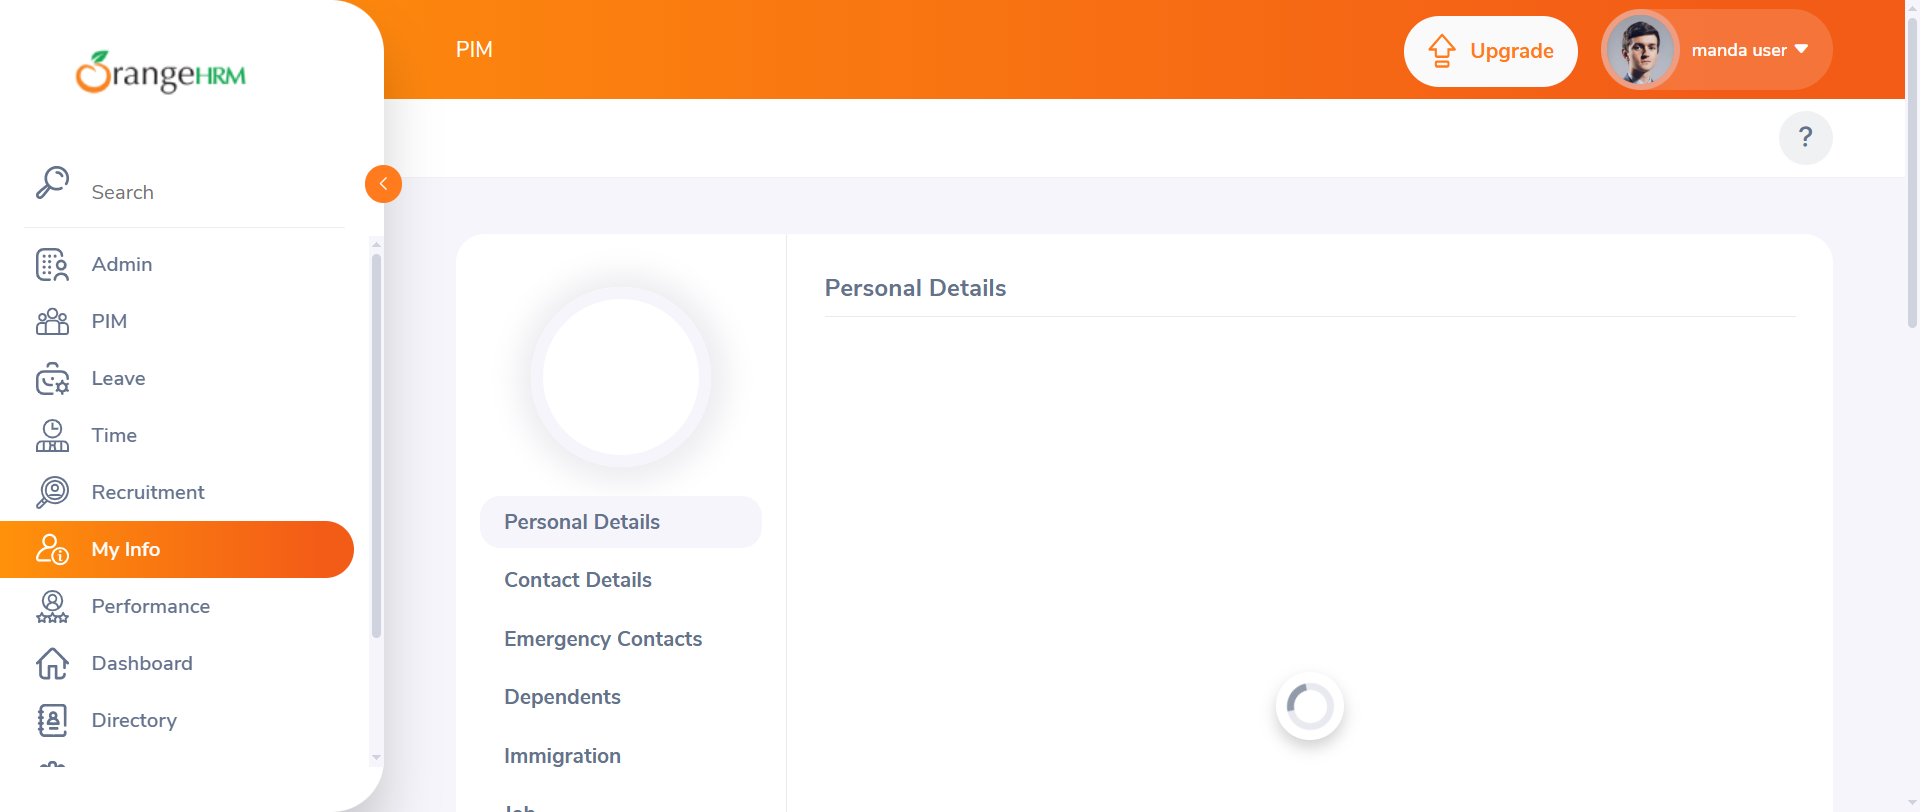 OrangeHRM
Search
Admin
PIM
Leave
Time
Recruitment
My Info
Performance
Dashboard
Directory
PIM
Upgrade
manda user
?
Personal Details
Contact Details
Emergency Contacts
Dependents
Immigration
Job
Personal Details